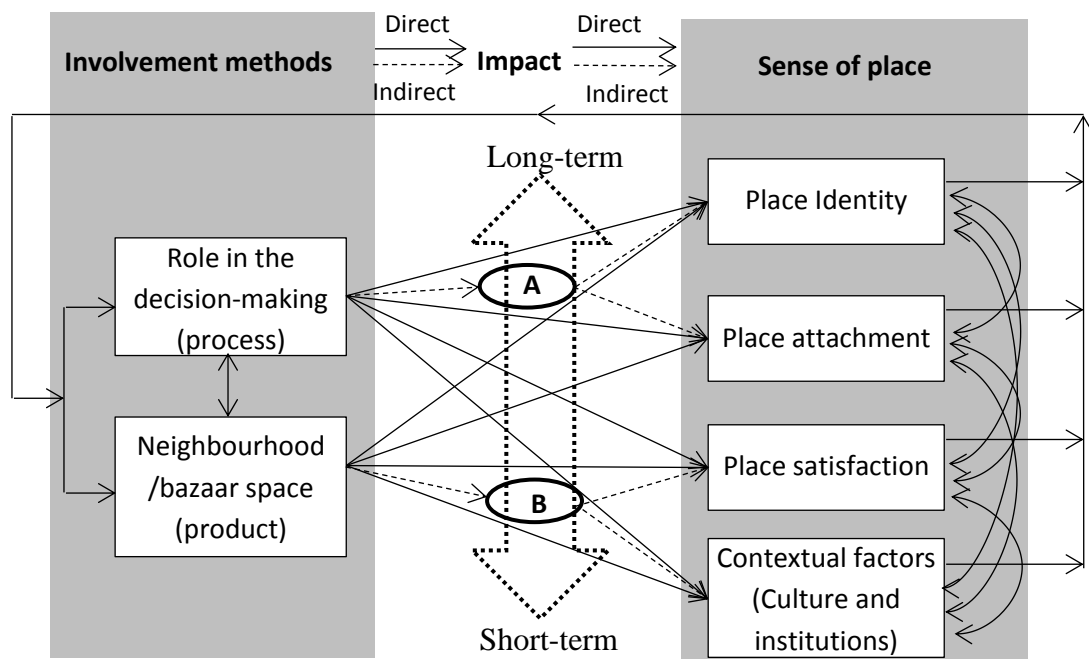 Direct
Direct
Involvement methods
Impact
Sense of place
Indirect
Indirect
Long-term
Place Identity
Role in the
decision-making
(process)
A
Place attachment
Neighbourhood
/bazaar space
(product)
Place satisfaction
B
Contextual factors
(Culture and
institutions)
Short-term